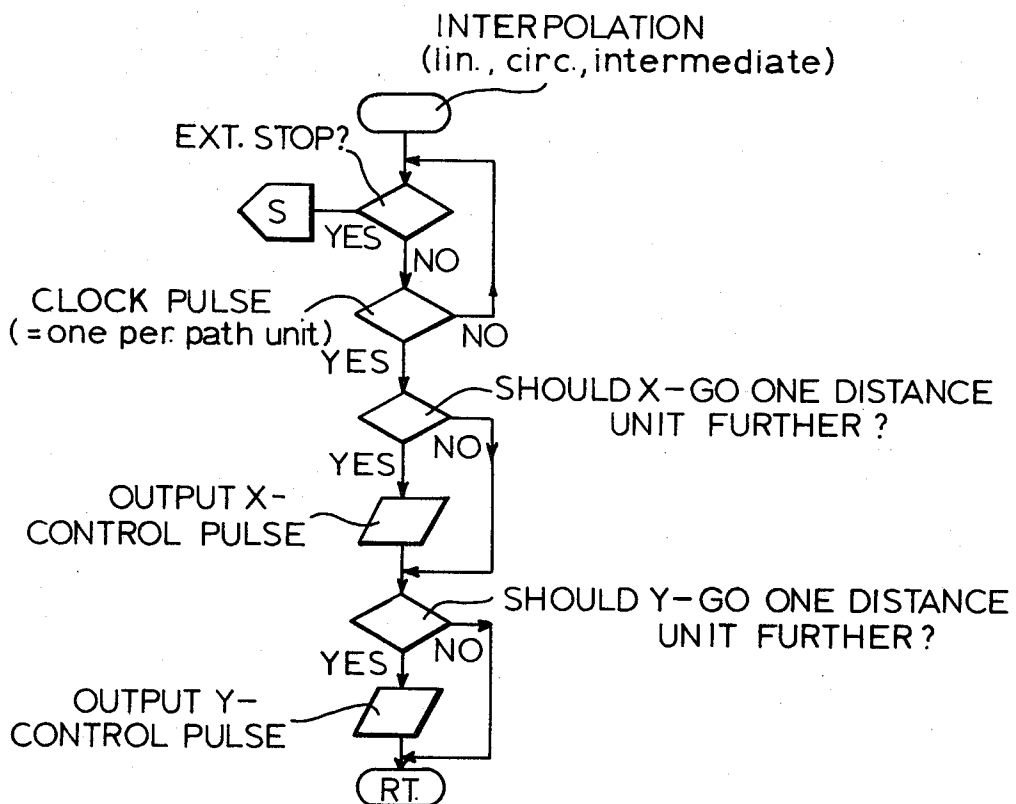 INTERPOLATION
(lin., circ., intermediate)
EXT. STOP?
S
YES
NO
CLOCK PULSE
(=one per. path unit)
NO
YES
SHOULD X-GO ONE DISTANCE
UNIT FURTHER?
NO
YES
OUTPUT X-
CONTROL PULSE
SHOULD Y-GO ONE DISTANCE
UNIT FURTHER?
NO
YES
OUTPUT Y-
CONTROL PULSE
RT.